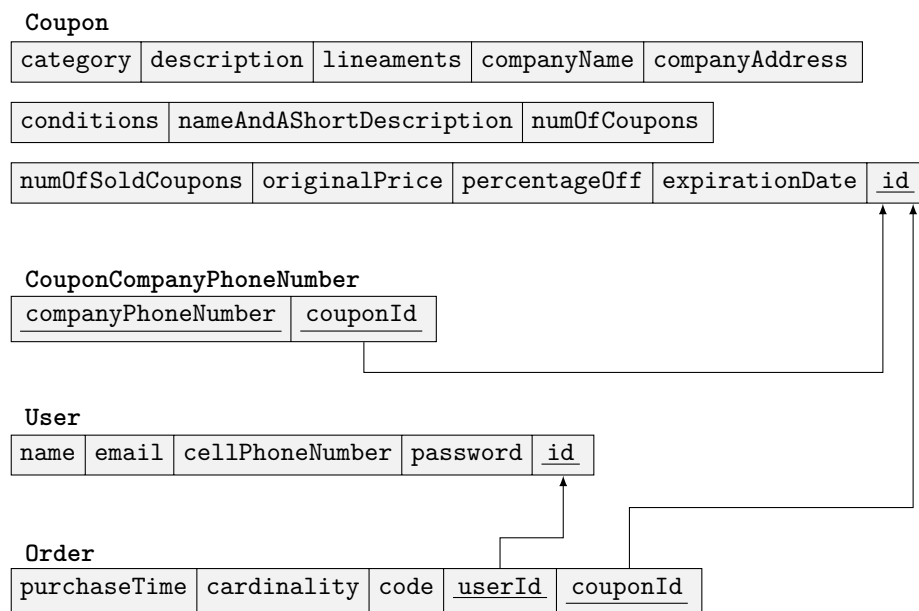 Coupon
category description lineaments companyName companyAddress
conditions nameAndAShortDescription numOfCoupons
numOfSoldCoupons originalPrice percentageOff expirationDate id
CouponCompanyPhoneNumber
companyPhoneNumber couponId
User
name email cellPhoneNumber password id
Order
purchaseTime cardinality code userId couponId